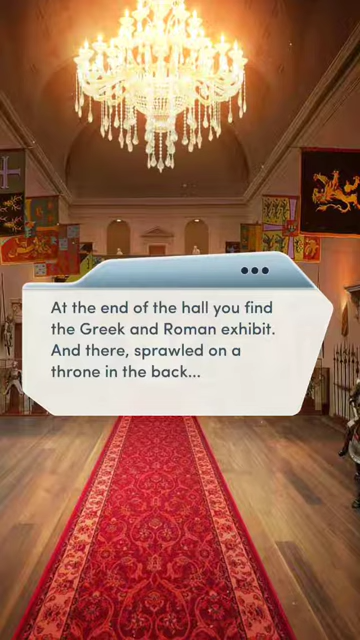 At the end of the hall you find
the Greek and Roman exhibit.
And there, sprawled on a
throne in the back...